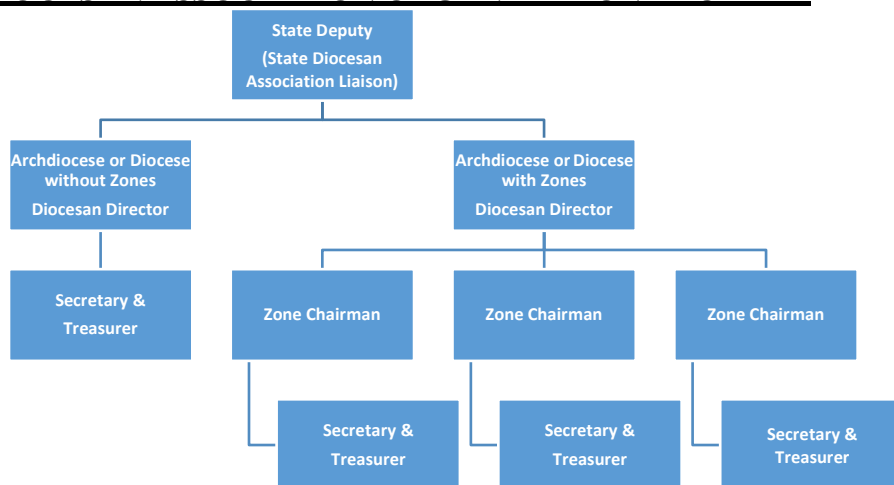 State Deputy
(State Diocesan
Association Liaison)
Archdiocese or Diocese
without Zones
Diocesan Director
Archdiocese or Diocese
with Zones
Diocesan Director
Secretary &
Treasurer
Zone Chairman
Zone Chairman
Zone Chairman
Secretary &
Treasurer
Secretary &
Treasurer
Secretary &
Treasurer